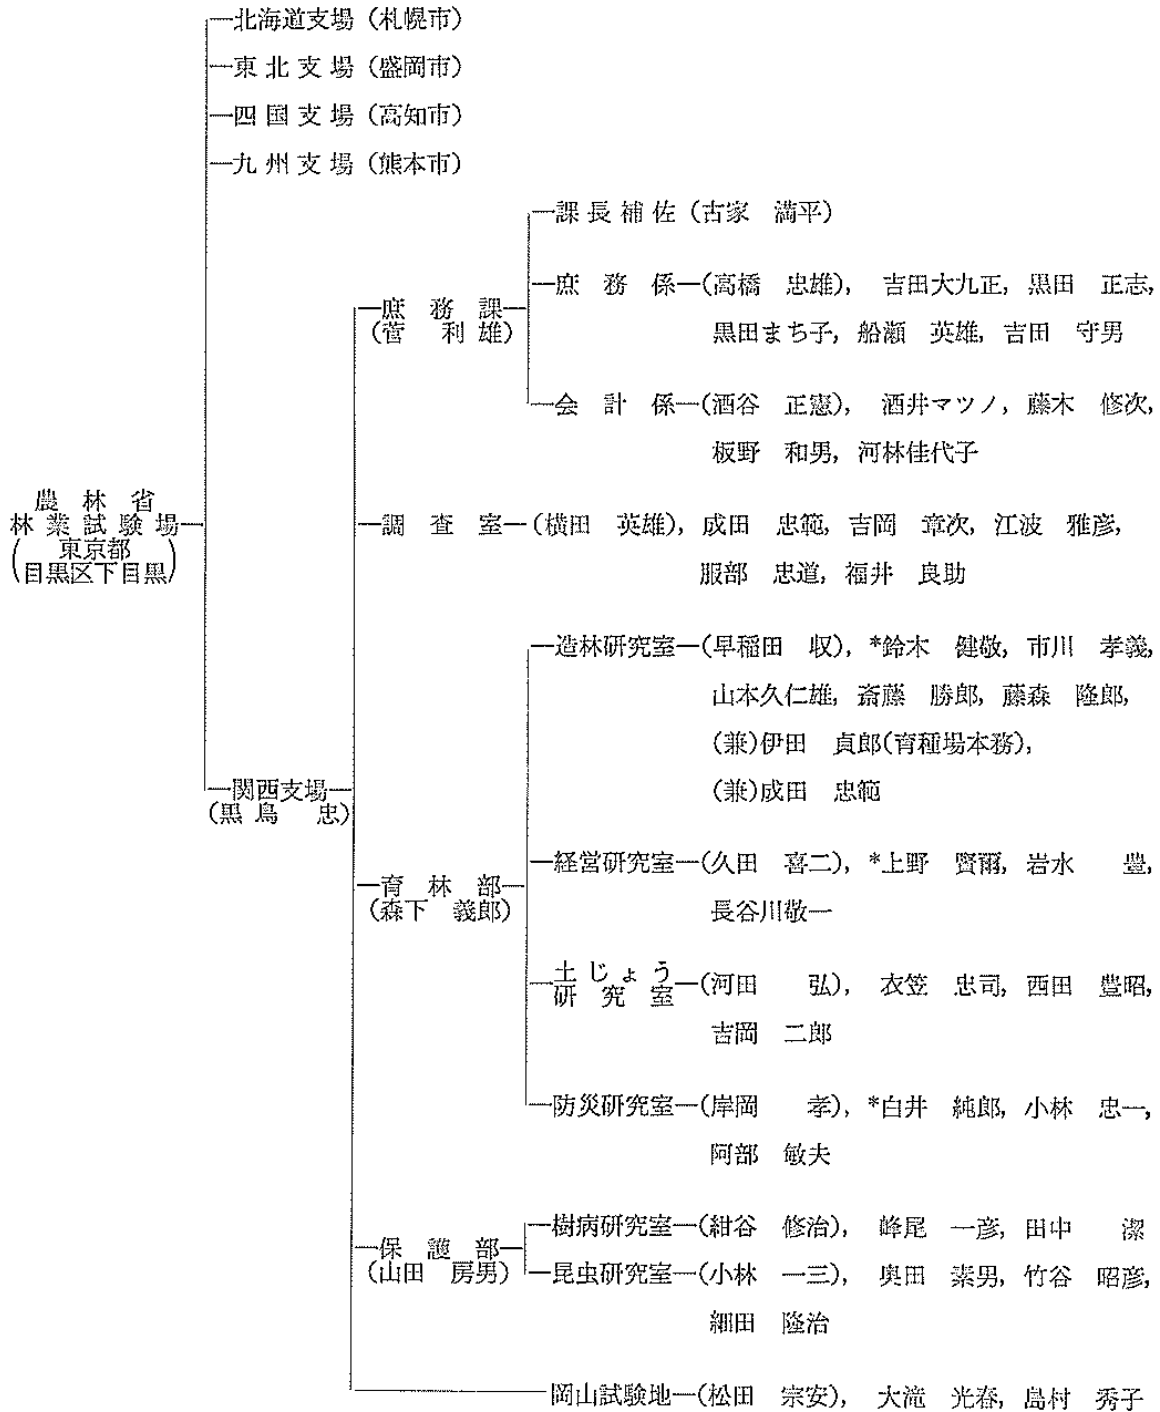 北海道支場（札幌市）
東北支場（盛岡市）
四国支場（高知市）
九州支場（熊本市）
課長補佐（古家　満平）
庶務係―(高橋　忠雄),　吉田大九正,　黒田　正志,
庶務課
(菅　利雄)
黒田まち子,　船瀬　英雄,　吉田　守男
会計係―(酒谷　正憲),　酒井マツノ,　藤木　修次,
板野　和男,　河林佳代子
農林省
林業試験場
(東京都
目黒区下目黒)
調査室―(横田　英雄),　成田　忠範,　吉岡　章次,　江波　雅彦,
服部　忠道,　福井　良助
造林研究室―(早稲田　収),　*鈴木　健敬,　市川　孝義,
山本久仁雄,　斎藤　勝郎,　藤森　隆郎,
(兼)伊田　貞郎(育種場本務),
(兼)成田　忠範
関西支場
(黒鳥　忠)
経営研究室―(久田　喜二),　*上野　賢爾,　岩水　豊,
育林部
(森下　義郎)
長谷川敬一
土じょう
研究室―(河田　弘),　衣笠　忠司,　西田　豊昭,
吉岡　二郎
防災研究室―(岸岡　孝),　*白井　純郎,　小林　忠一,
阿部　敏夫
樹病研究室―(紺谷　修治),　峰尾　一彦,　田中　潔
保護部
(山田　房男)
昆虫研究室―(小林　一三),　奥田　素男,　竹谷　昭彦,
細田　隆治
岡山試験地―(松田　宗安),　大滝　光春,　島村　秀子